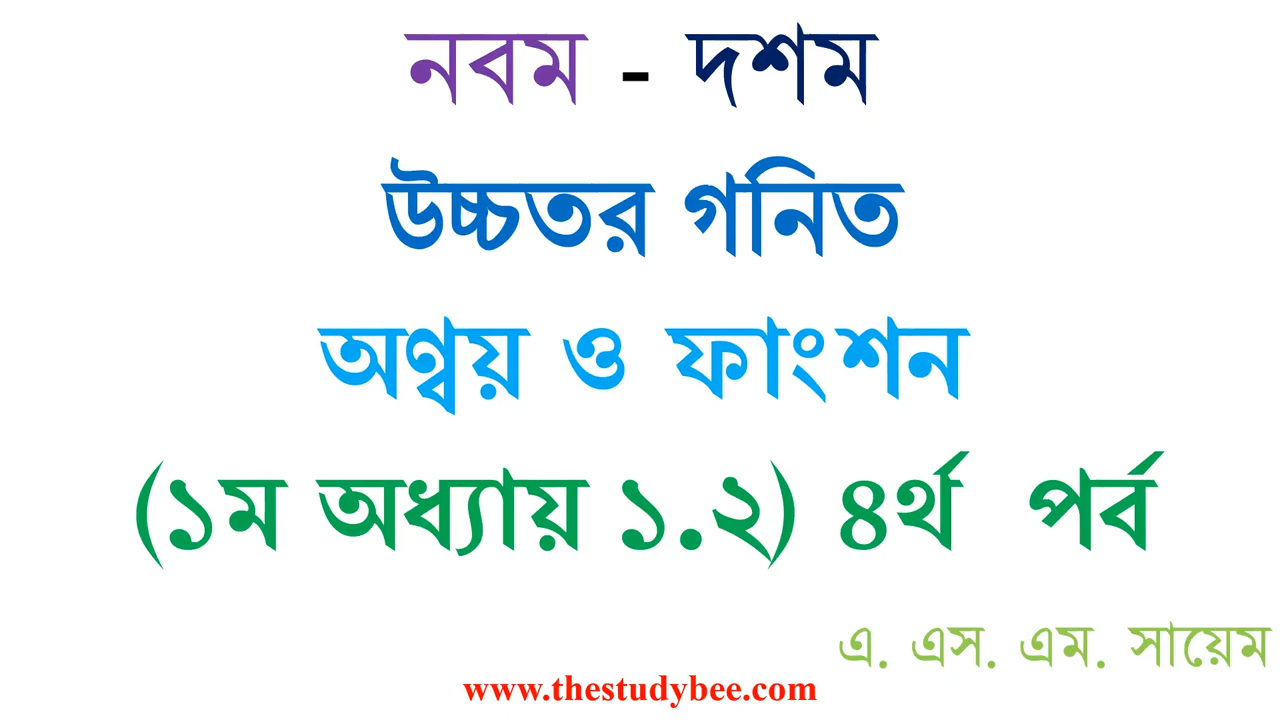 নবম - দশম
উচ্চতর গনিত
অণ্বয় ও ফাংশন
(১ম অধ্যায় ১.২) ৪র্থ পর্ব
এ. এস. এম. সায়েম
www.thestudybee.com